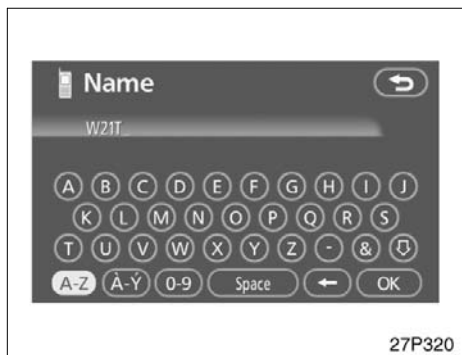 Name
W21T_
A B C D E F G H I J
K L M N O P Q R S
T U V W X Y Z - &
A-Z À-Ý 0-9 Space ← OK
27P320